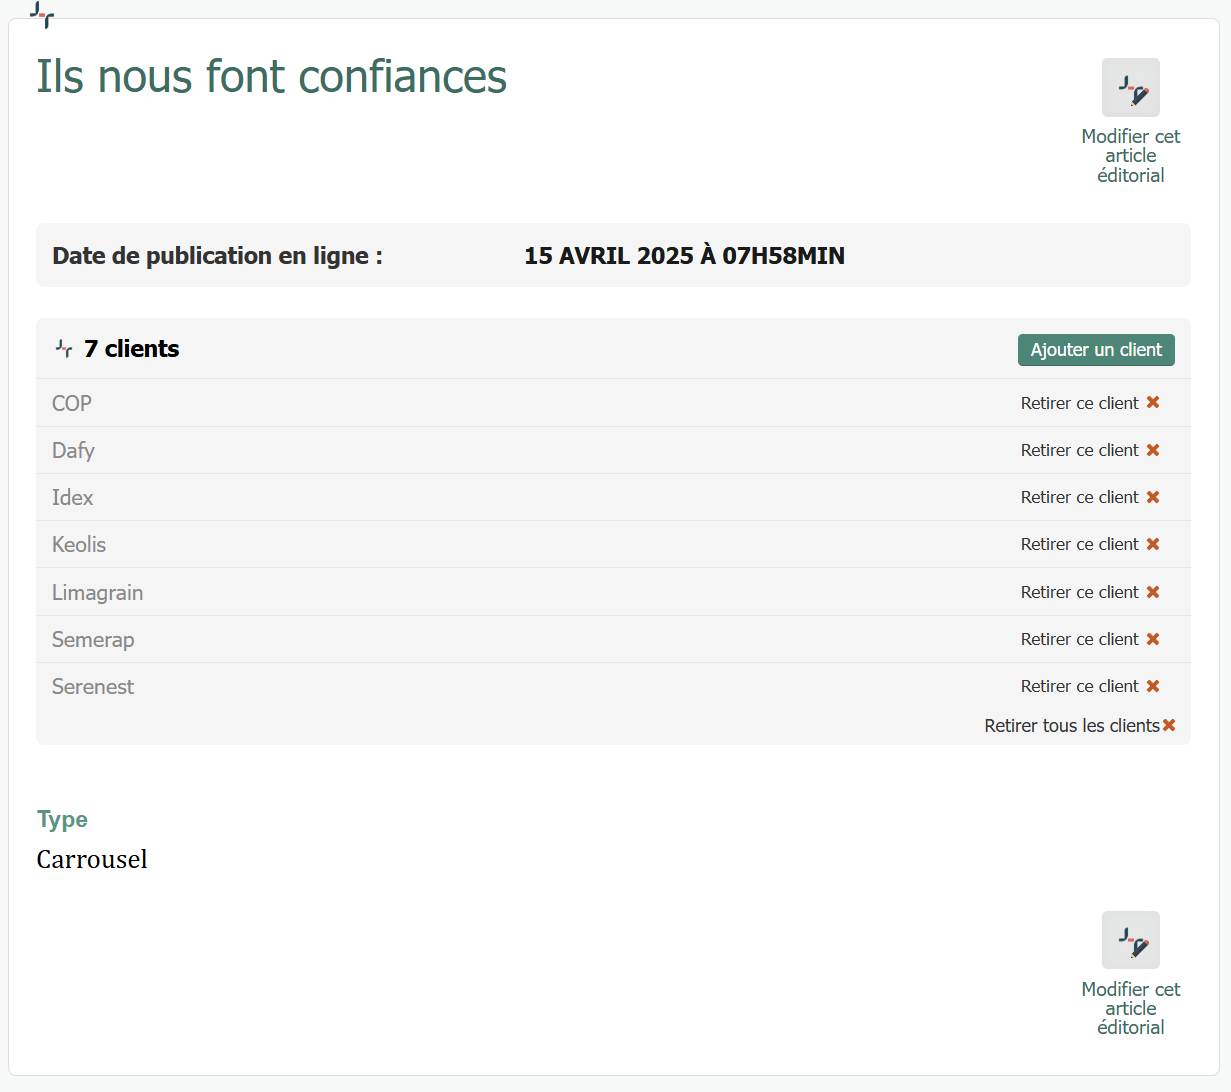 Ils nous font confiances
Modifier cet
article
éditorial
Date de publication en ligne : 15 AVRIL 2025 À 07H58MIN
7 clients Ajouter un client
COP Retirer ce client
Dafy Retirer ce client
Idex Retirer ce client
Keolis Retirer ce client
Limagrain Retirer ce client
Semerap Retirer ce client
Serenest Retirer ce client
Retirer tous les clients
Type
Carrousel
Modifier cet
article
éditorial